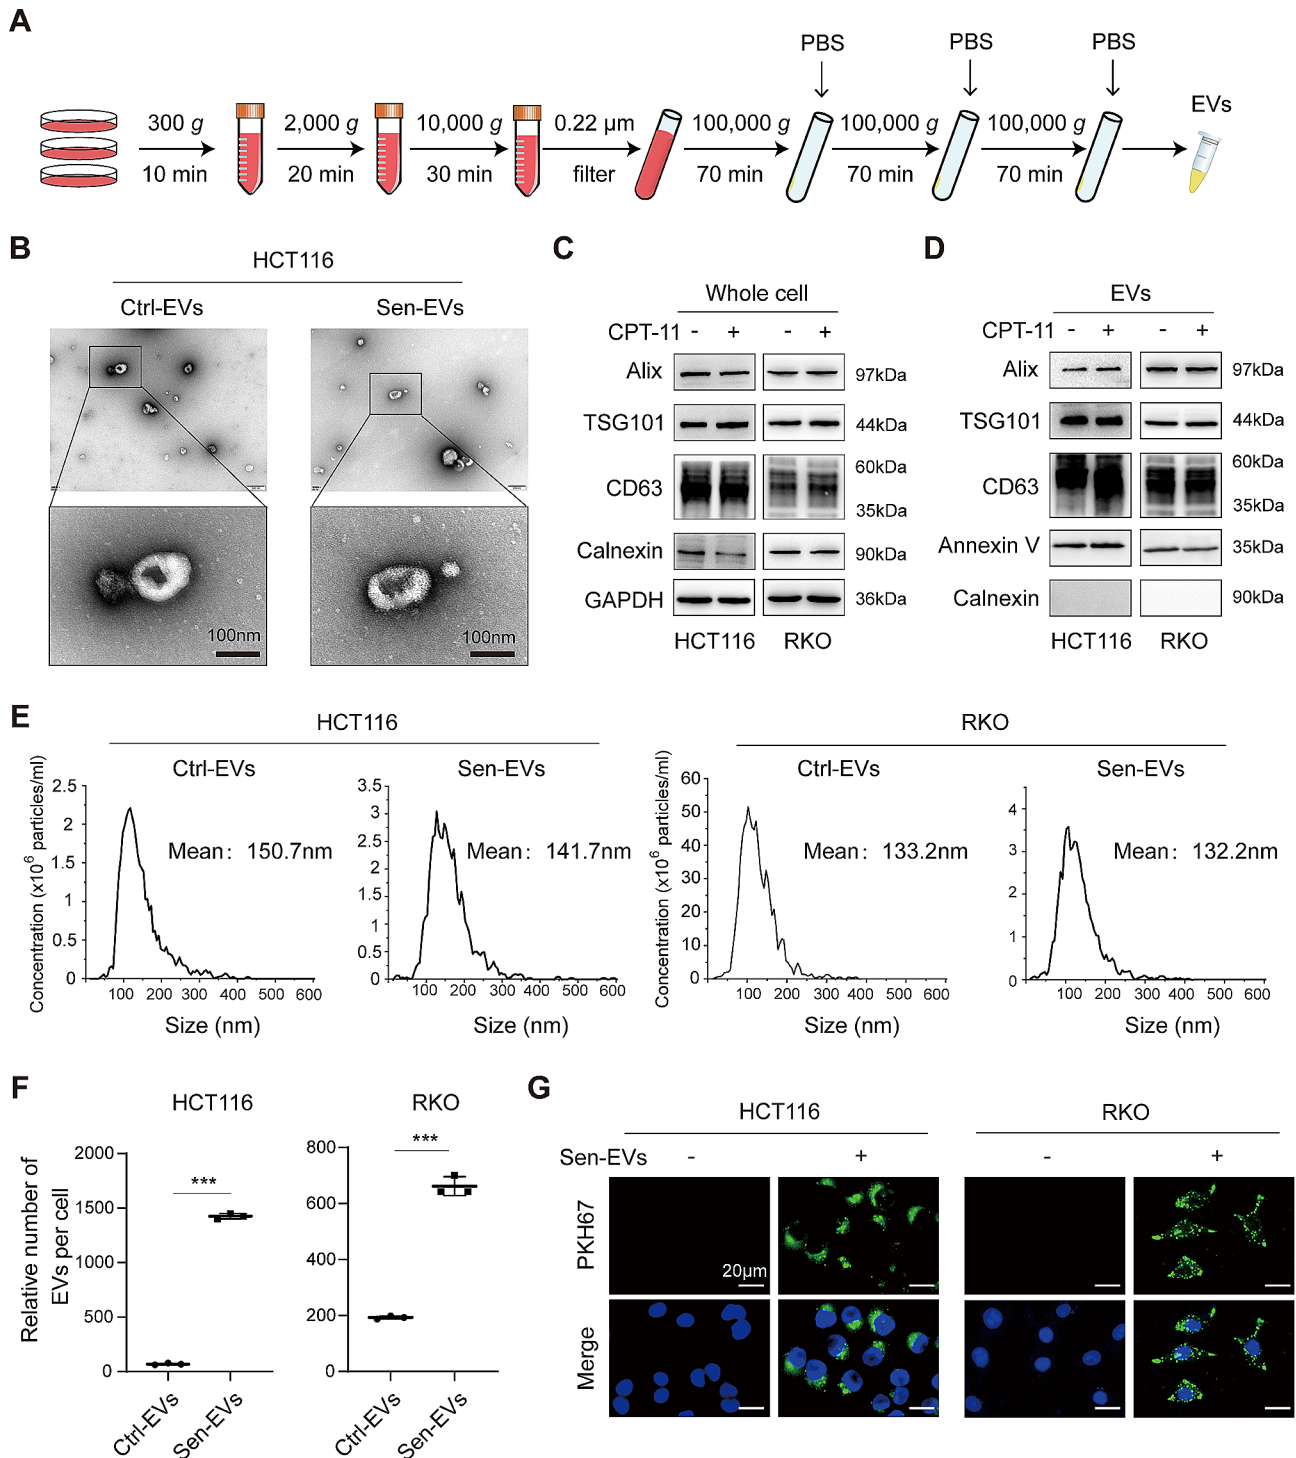 A
PBS PBS PBS
300 g 2,000 g 10,000 g 0.22 μm 100,000 g 100,000 g 100,000 g EVs
10 min 20 min 30 min filter 70 min 70 min 70 min
B
HCT116
Ctrl-EVs Sen-EVs
100nm 100nm
C
Whole cell
CPT-11 - + - +
Alix 97kDa
TSG101 44kDa
CD63 60kDa
35kDa
Calnexin 90kDa
GAPDH 36kDa
HCT116 RKO
D
EVs
CPT-11 - + - +
Alix 97kDa
TSG101 44kDa
CD63 60kDa
35kDa
Annexin V 35kDa
Calnexin 90kDa
HCT116 RKO
E
HCT116 RKO
Ctrl-EVs Sen-EVs Ctrl-EVs Sen-EVs
Concentration (x10⁶ particles/ml)
2.5
2
1.5
1
0.5
0
Mean: 150.7nm
100 200 300 400 500 600
Size (nm)
3.5
3
2.5
2
1.5
1
0.5
0
Mean: 141.7nm
100 200 300 400 500 600
Size (nm)
Concentration (x10⁶ particles/ml)
60
50
40
30
20
10
0
Mean: 133.2nm
100 200 300 400 500 600
Size (nm)
4
3
2
1
0
Mean: 132.2nm
100 200 300 400 500 600
Size (nm)
F
HCT116 RKO
Relative number of
EVs per cell
2000
1500
1000
500
0
***
Ctrl-EVs
Sen-EVs
800
600
400
200
0
***
Ctrl-EVs
Sen-EVs
G
HCT116 RKO
Sen-EVs - + - +
PKH67
20μm
Merge